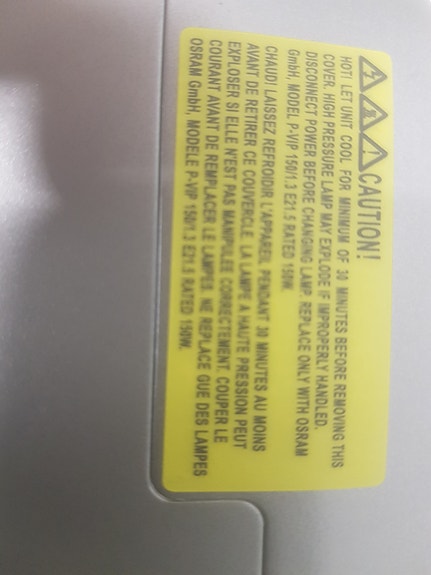 CAUTION!
HOT! LET UNIT COOL FOR MINIMUM OF 30 MINUTES BEFORE REMOVING THIS
COVER. HIGH PRESSURE LAMP MAY EXPLODE IF IMPROPERLY HANDLED.
DISCONNECT POWER BEFORE CHANGING LAMP. REPLACE ONLY WITH OSRAM
GmbH, MODEL P-VIP 150/1.3 E21.5 RATED 150W.
CHAUD! LAISSEZ REFROIDIR L'APPAREIL PENDANT 30 MINUTES AU MOINS
AVANT DE RETIRER CE COUVERCLE. LA LAMPE A HAUTE PRESSION PEUT
EXPLOSER SI ELLE N'EST PAS MANIPULEE CORRECTEMENT. COUPER LE
COURANT AVANT DE REMPLACER LE LAMPES. NE REPLACE GUE DES LAMPES
OSRAM GmbH, MODELE P-VIP 150/1.3 E21.5 RATED 150W.